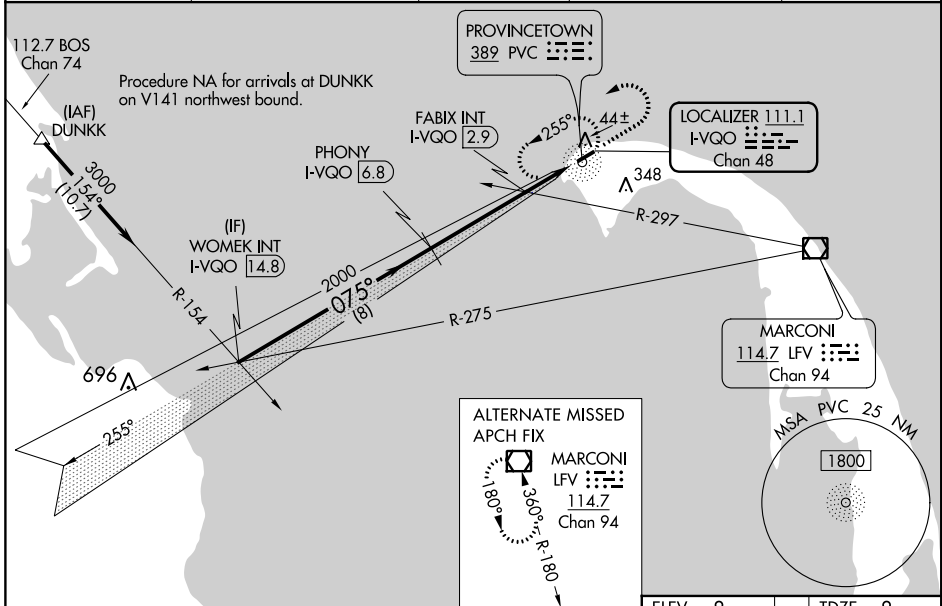 112.7 BOS
Chan 74
Procedure NA for arrivals at DUNKK
on V141 northwest bound.
(IAF)
DUNKK
3000
154°
(10.7)
PROVINCETOWN
389 PVC
FABIX INT
I-VQO 2.9
255°
44±
LOCALIZER 111.1
I-VQO
Chan 48
PHONY
I-VQO 6.8
348
R-297
(IF)
WOMEK INT
I-VQO 14.8
2000
075°
(8)
R-154
R-275
MARCONI
114.7 LFV
Chan 94
696
255°
ALTERNATE MISSED
APCH FIX
MARCONI
LFV
114.7
Chan 94
180°
360°
R-180
MSA PVC 25 NM
1800
ELEV 9
TDZE 9